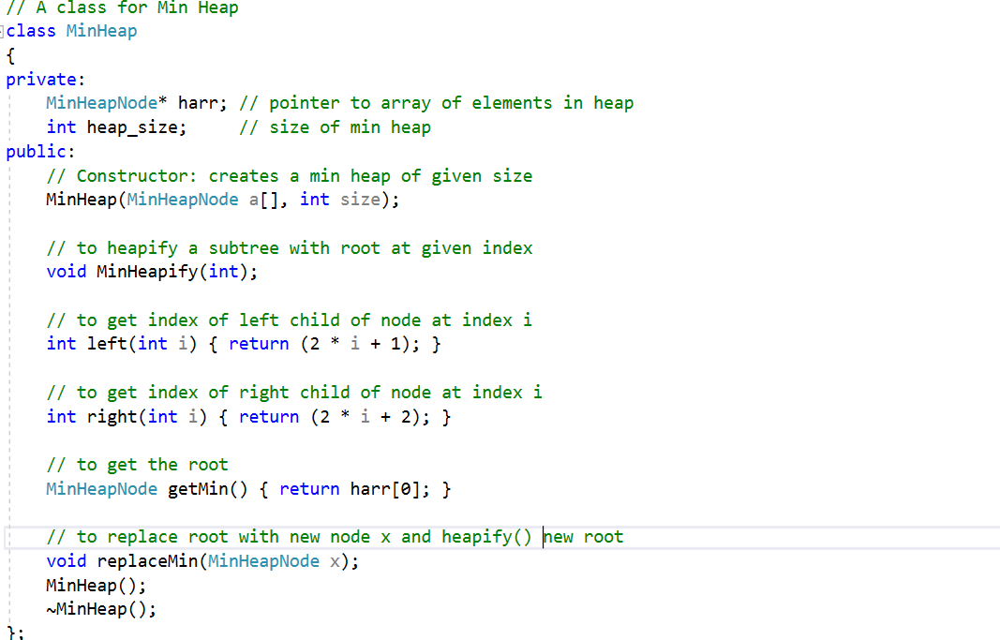 // A class for Min Heap
class MinHeap
{
private:
    MinHeapNode* harr; // pointer to array of elements in heap
    int heap_size;     // size of min heap
public:
    // Constructor: creates a min heap of given size
    MinHeap(MinHeapNode a[], int size);

    // to heapify a subtree with root at given index
    void MinHeapify(int);

    // to get index of left child of node at index i
    int left(int i) { return (2 * i + 1); }

    // to get index of right child of node at index i
    int right(int i) { return (2 * i + 2); }

    // to get the root
    MinHeapNode getMin() { return harr[0]; }

    // to replace root with new node x and heapify() new root
    void replaceMin(MinHeapNode x);
    MinHeap();
    ~MinHeap();
};